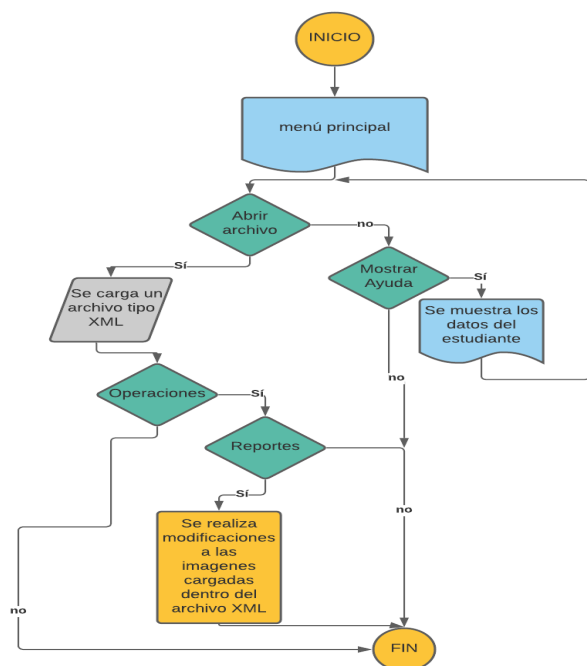 INICIO
menú principal
Abrir
archivo
no
Sí
Mostrar
Ayuda
Sí
Se carga un
archivo tipo
XML
Se muestra los
datos del
estudiante
no
Operaciones
Sí
Reportes
Sí
no
Se realiza
modificaciones
a las
imagenes
cargadas
dentro del
archivo XML
no
FIN